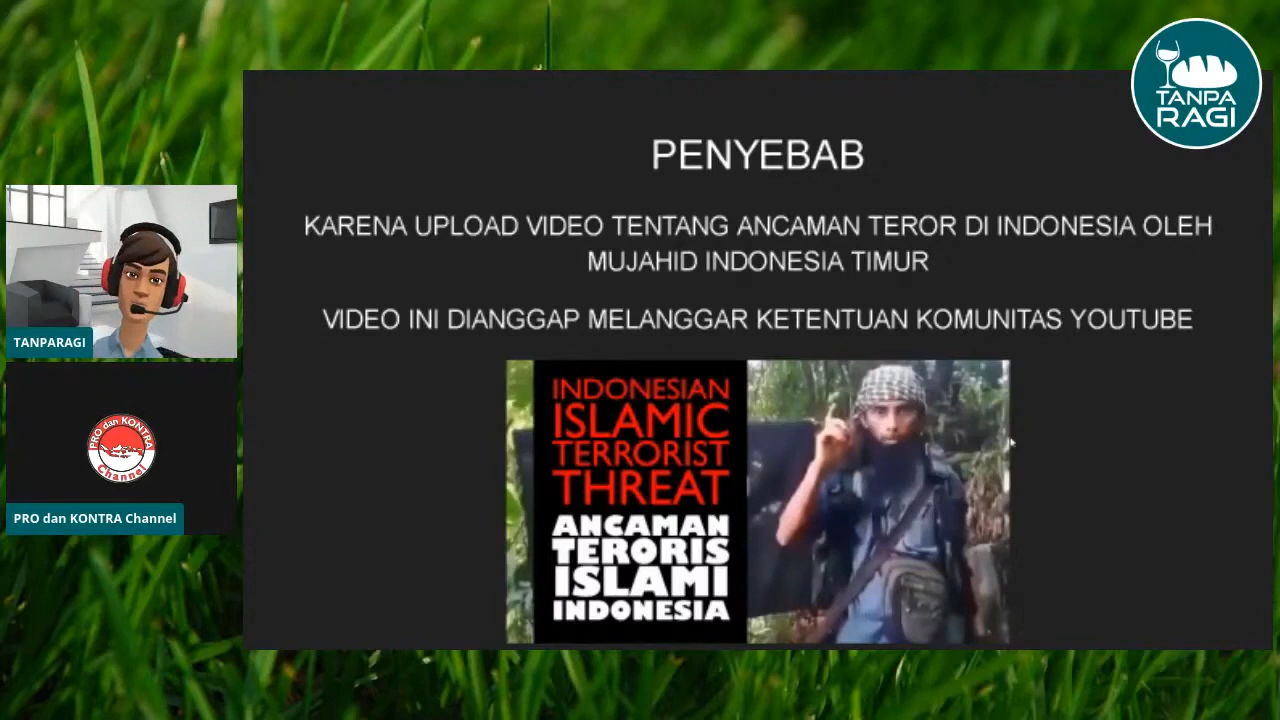 TANPA
RAGI
PENYEBAB
KARENA UPLOAD VIDEO TENTANG ANCAMAN TEROR DI INDONESIA OLEH
MUJAHID INDONESIA TIMUR
VIDEO INI DIANGGAP MELANGGAR KETENTUAN KOMUNITAS YOUTUBE
INDONESIAN
ISLAMIC
TERRORIST
THREAT
ANCAMAN
TERORIS
ISLAMI
INDONESIA
TANPARAGI
PRO dan KONTRA
Channel
PRO dan KONTRA Channel